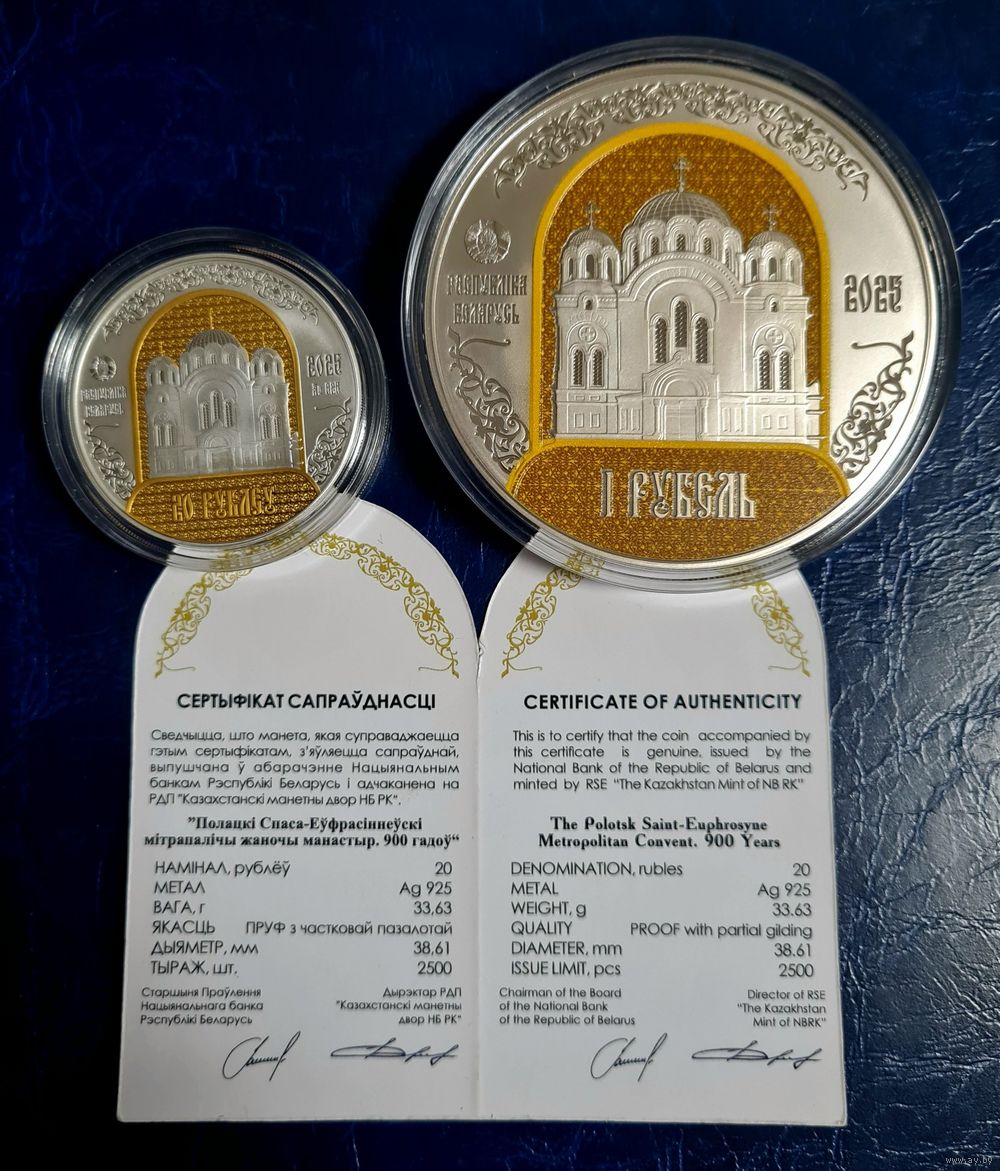 РЭСПУБЛІКА
БЕЛАРУСЬ
2025
20 РУБЛЁЎ
РЭСПУБЛІКА
БЕЛАРУСЬ
2025
1 РУБЕЛЬ
СЕРТЫФІКАТ САПРАЎДНАСЦІ
Сведчыцца, што манета, якая суправаджаецца
гэтым сертыфікатам, з'яўляецца сапраўднай,
выпушчана ў абарачэнне Нацыянальным
банкам Рэспублікі Беларусь і адчаканена на
РДП "Казахстанскі манетны двор НБ РК".
"Полацкі Спаса-Еўфрасіннеўскі
мітрапалічы жаночы манастыр. 900 гадоў"
НАМІНАЛ, рублёў 20
МЕТАЛ Ag 925
ВАГА, г 33,63
ЯКАСЦЬ ПРУФ з частковай пазалотай
ДЫЯМЕТР, мм 38,61
ТЫРАЖ, шт. 2500
Старшыня Праўлення
Нацыянальнага банка
Рэспублікі Беларусь
Дырэктар РДП
"Казахстанскі манетны
двор НБ РК"
CERTIFICATE OF AUTHENTICITY
This is to certify that the coin accompanied by
this certificate is genuine, issued by the
National Bank of the Republic of Belarus and
minted by RSE "The Kazakhstan Mint of NB RK"
The Polotsk Saint-Euphrosyne
Metropolitan Convent. 900 Years
DENOMINATION, rubles 20
METAL Ag 925
WEIGHT, g 33.63
QUALITY PROOF with partial gilding
DIAMETER, mm 38.61
ISSUE LIMIT, pcs 2500
Chairman of the Board
of the National Bank
of the Republic of Belarus
Director of RSE
"The Kazakhstan
Mint of NBRK"
www.ay.by